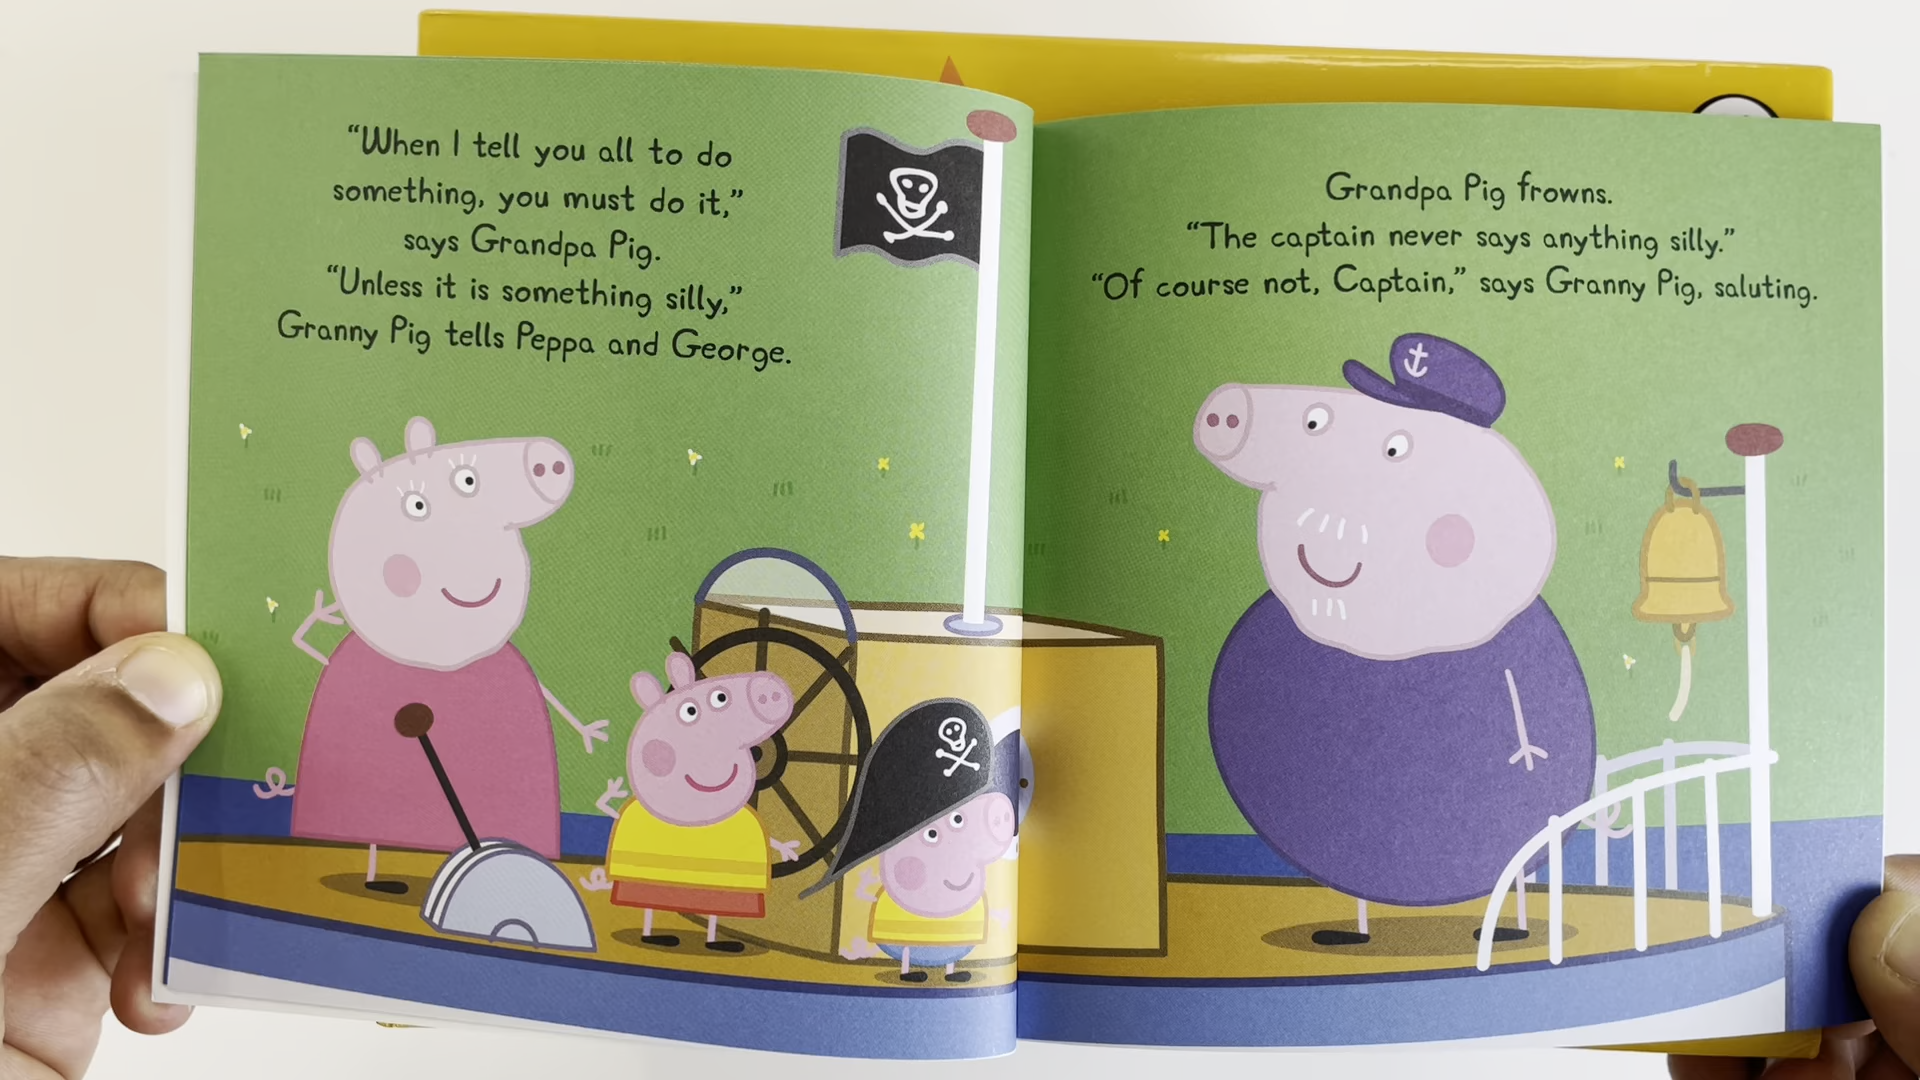 “When I tell you all to do
something, you must do it,”
says Grandpa Pig.
“Unless it is something silly,”
Granny Pig tells Peppa and George.
Grandpa Pig frowns.
“The captain never says anything silly.”
“Of course not, Captain,” says Granny Pig, saluting.